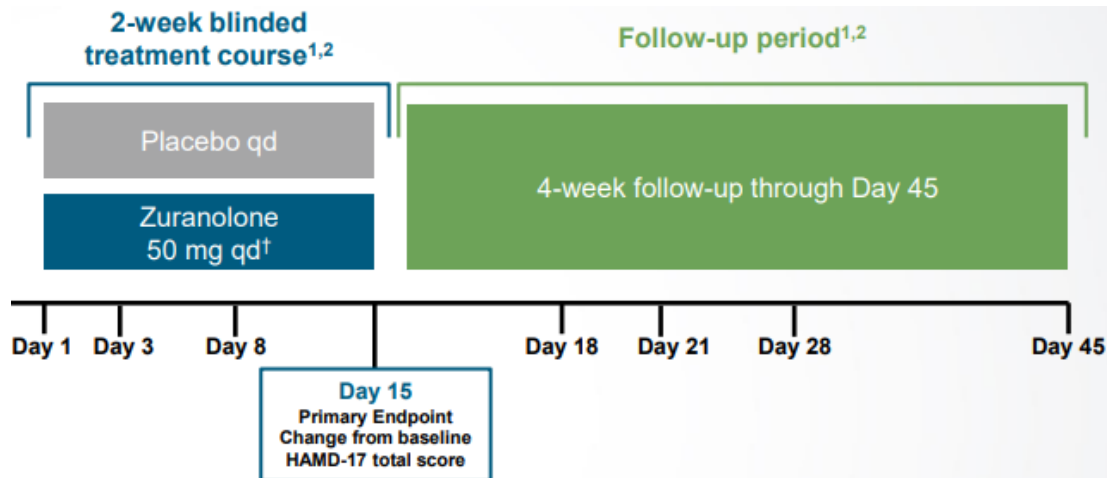 2-week blinded
treatment course1,2
Follow-up period1,2
Placebo qd
Zuranolone
50 mg qd†
4-week follow-up through Day 45
Day 1
Day 3
Day 8
Day 18
Day 21
Day 28
Day 45
Day 15
Primary Endpoint
Change from baseline
HAMD-17 total score